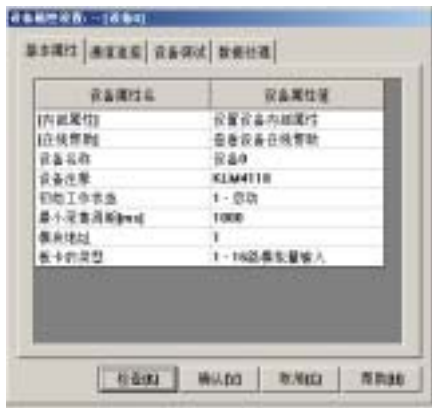 设备属性设置: --[设备0]
基本属性 通道连接 设备调试 数据处理
设备属性名 设备属性值
[内部属性] 设置设备内部属性
[在线帮助] 查看设备在线帮助
设备名称 设备0
设备注释 KLM4118
初始工作状态 1 - 启动
最小采集周期[ms] 1000
模块地址 1
板卡的类型 1 - 16路模拟量输入
检查[K] 确认[Y] 取消[C] 帮助[H]